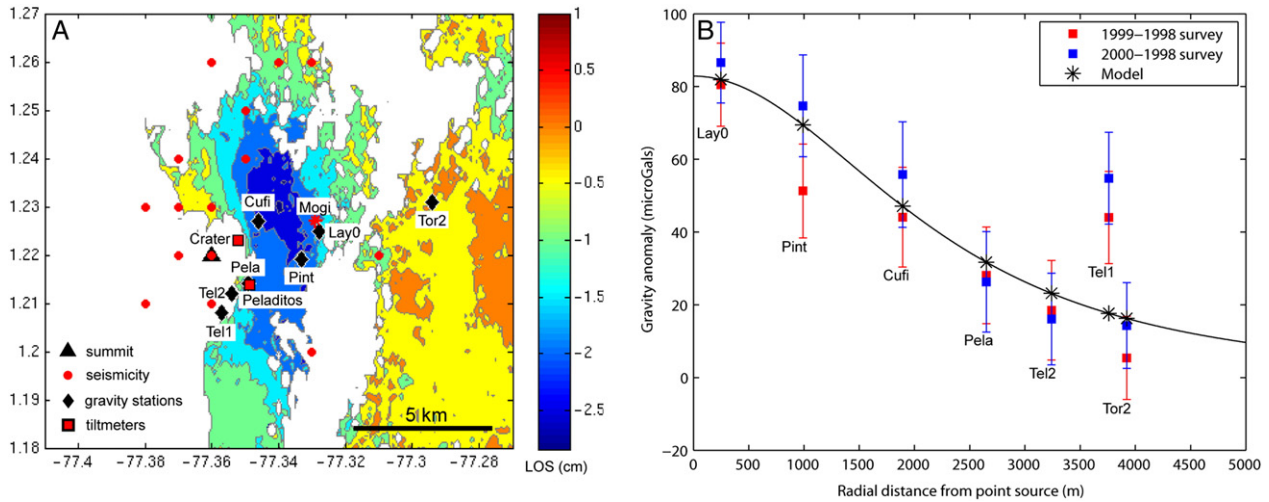 A
1.27
1.26
1.25
1.24
1.23
1.22
1.21
1.2
1.19
1.18
−77.4
−77.38
−77.36
−77.34
−77.32
−77.3
−77.28
Cufi
Mogi
Tor2
Crater
Lay0
Pela
Pint
Tel2
Peladitos
Tel1
summit
seismicity
gravity stations
tiltmeters
5 km
1
0.5
0
−0.5
−1
−1.5
−2
−2.5
LOS (cm)
B
Gravity anomaly (microGals)
100
80
60
40
20
0
−20
1999−1998 survey
2000−1998 survey
Model
Lay0
Pint
Cufi
Pela
Tel2
Tel1
Tor2
0
500
1000
1500
2000
2500
3000
3500
4000
4500
5000
Radial distance from point source (m)